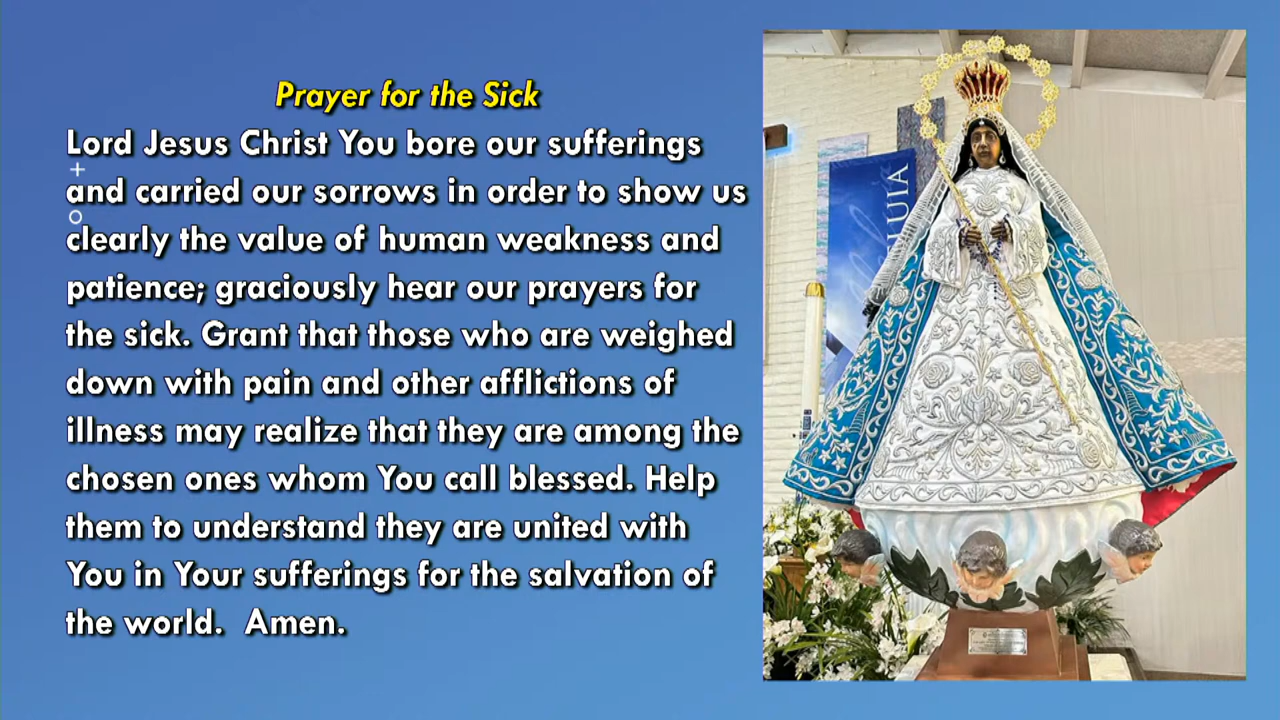 Prayer for the Sick
Lord Jesus Christ You bore our sufferings
and carried our sorrows in order to show us
clearly the value of human weakness and
patience; graciously hear our prayers for
the sick. Grant that those who are weighed
down with pain and other afflictions of
illness may realize that they are among the
chosen ones whom You call blessed. Help
them to understand they are united with
You in Your sufferings for the salvation of
the world.  Amen.